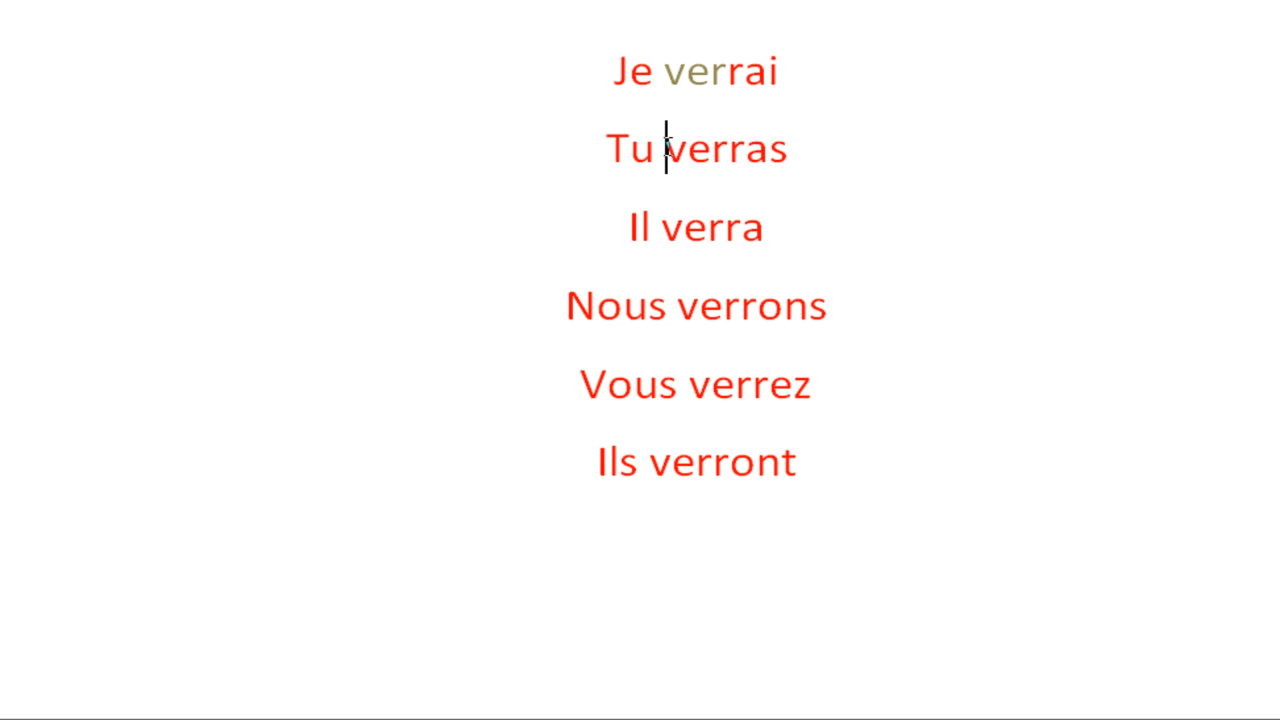 Je verrai
Tu verras
Il verra
Nous verrons
Vous verrez
Ils verront